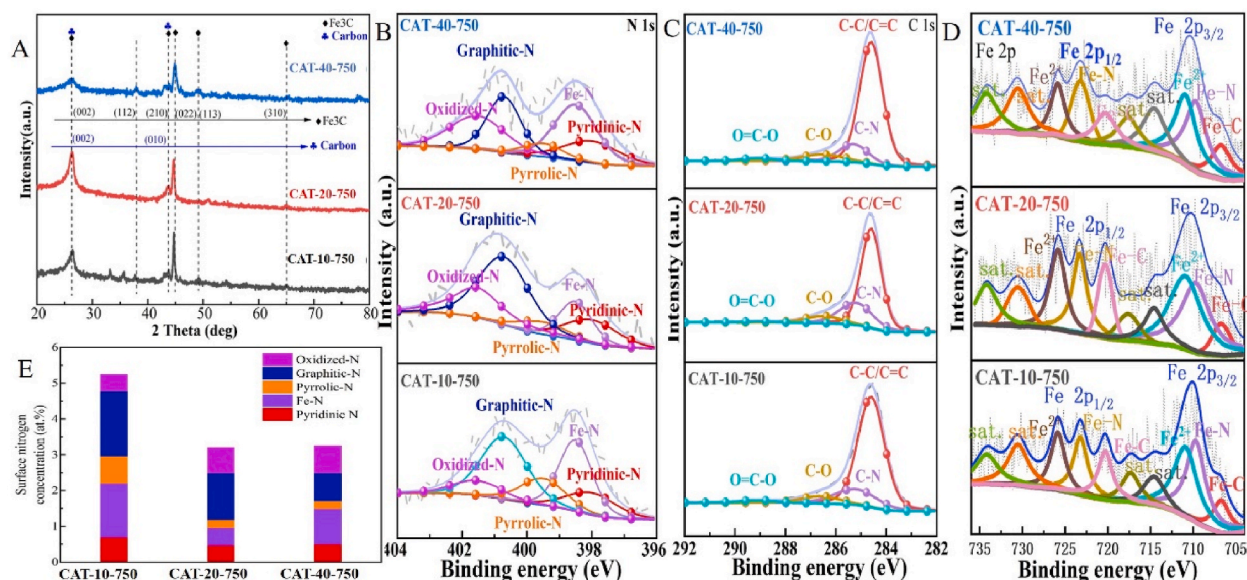 A
♦Fe3C
♣Carbon
CAT-40-750
(002) (112) (210) (022) (113) (310)
♦Fe3C
(002) (010) ♣Carbon
CAT-20-750
CAT-10-750
Intensity(a.u.)
20 30 40 50 60 70 80
2 Theta (deg)
B
CAT-40-750
N 1s
Graphitic-N
Oxidized-N
Fe-N
Pyridinic-N
Pyrrolic-N
CAT-20-750
Graphitic-N
Oxidized-N
Fe-N
Pyridinic-N
Pyrrolic-N
CAT-10-750
Graphitic-N
Fe-N
Oxidized-N
Pyridinic-N
Pyrrolic-N
Intensity (a.u.)
404 402 400 398 396
Binding energy (eV)
C
CAT-40-750
C-C/C=C
C 1s
O=C-O
C-O
C-N
CAT-20-750
C-C/C=C
O=C-O
C-O
C-N
CAT-10-750
C-C/C=C
O=C-O
C-O
C-N
Intensity (a.u.)
292 290 288 286 284 282
Binding energy (eV)
D
CAT-40-750
Fe 2p
Fe 2p1/2
Fe 2p3/2
sat.
sat.
Fe-N
sat.
sat.
Fe2+
Fe-N
Fe-C
CAT-20-750
Fe 2p1/2
Fe 2p3/2
sat.
sat.
Fe-N
Fe-C
sat.
sat.
Fe2+
Fe-N
Fe-C
CAT-10-750
Fe 2p1/2
Fe 2p3/2
sat.
sat.
Fe-N
Fe-C
sat.
sat.
Fe2+
Fe-N
Fe-C
Intensity (a.u.)
735 730 725 720 715 710 705
Binding energy (eV)
E
Oxidized-N
Graphitic-N
Pyrrolic-N
Fe-N
Pyridinic N
Surface nitrogen
concentration (at.%)
6
5
4
3
2
1
0
CAT-10-750 CAT-20-750 CAT-40-750